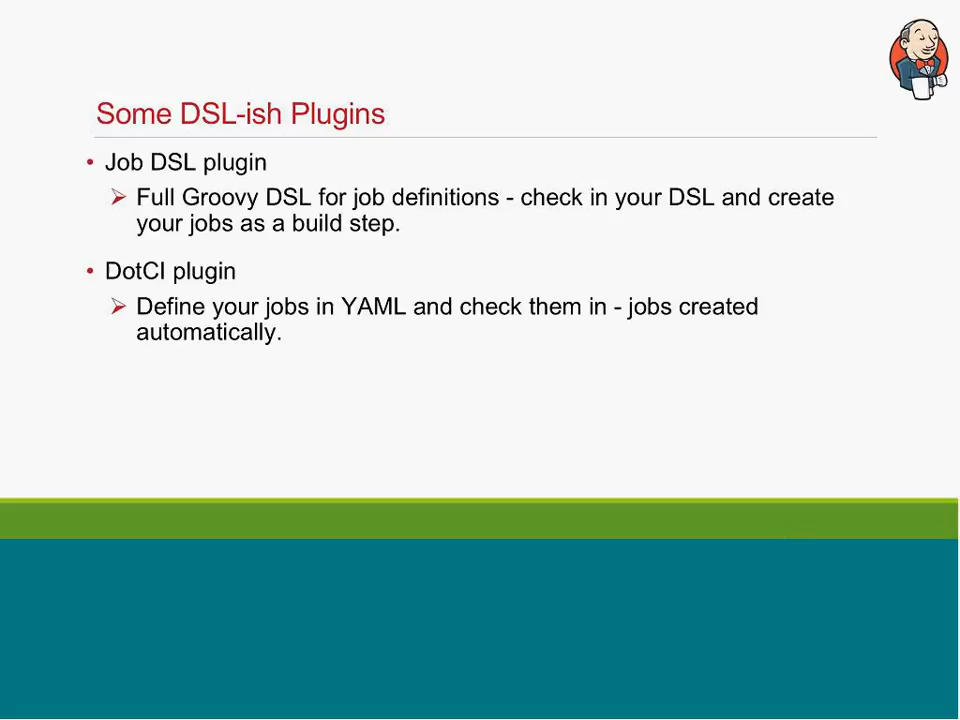 Some DSL-ish Plugins
• Job DSL plugin
➢ Full Groovy DSL for job definitions - check in your DSL and create
your jobs as a build step.
• DotCI plugin
➢ Define your jobs in YAML and check them in - jobs created
automatically.